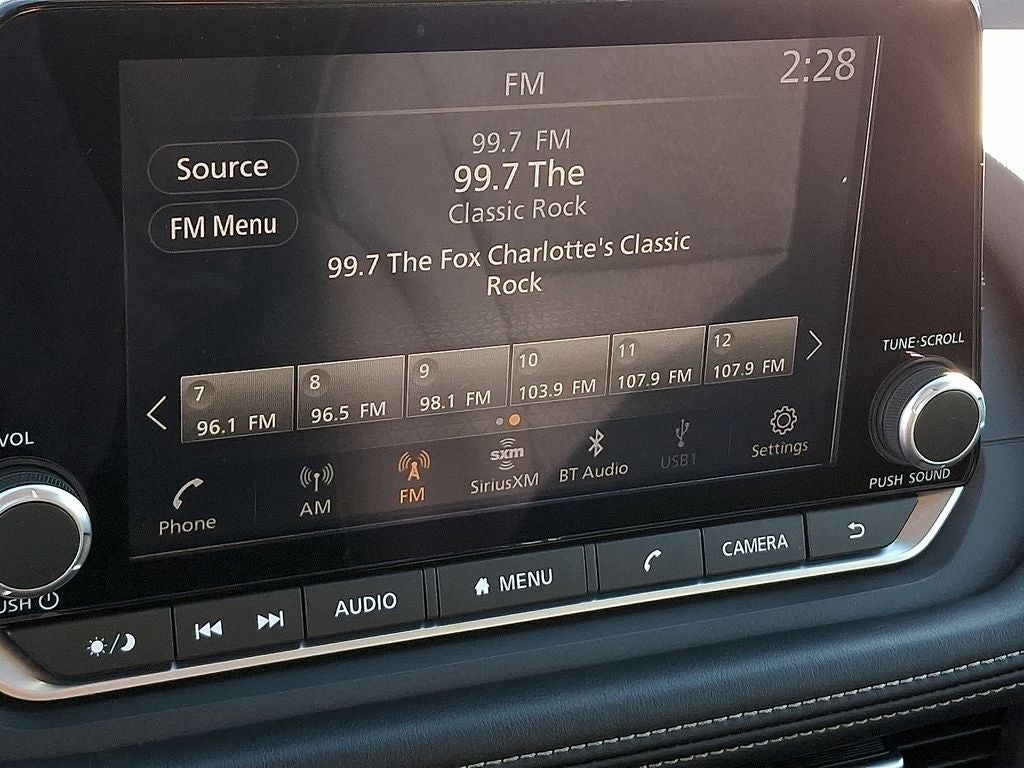 FM
2:28
Source
FM Menu
99.7 FM
99.7 The
Classic Rock
99.7 The Fox Charlotte's Classic
Rock
7
96.1 FM
8
96.5 FM
9
98.1 FM
10
103.9 FM
11
107.9 FM
12
107.9 FM
Phone
AM
FM
sxm
SiriusXM
BT Audio
USB1
Settings
VOL
TUNE·SCROLL
PUSH SOUND
AUDIO
MENU
CAMERA